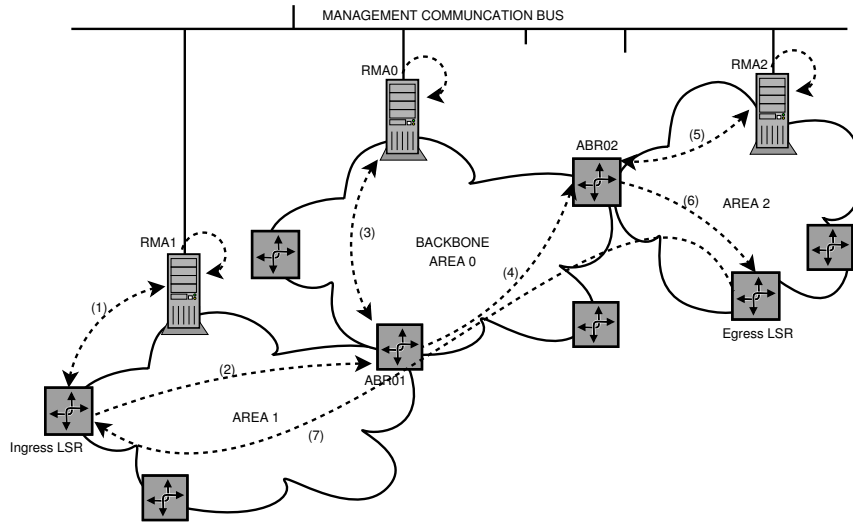 MANAGEMENT COMMUNCATION BUS
RMA0
RMA2
ABR02
(5)
(6)
AREA 2
(3)
BACKBONE
AREA 0
RMA1
(4)
(1)
Egress LSR
(2)
ABR01
AREA 1
(7)
Ingress LSR